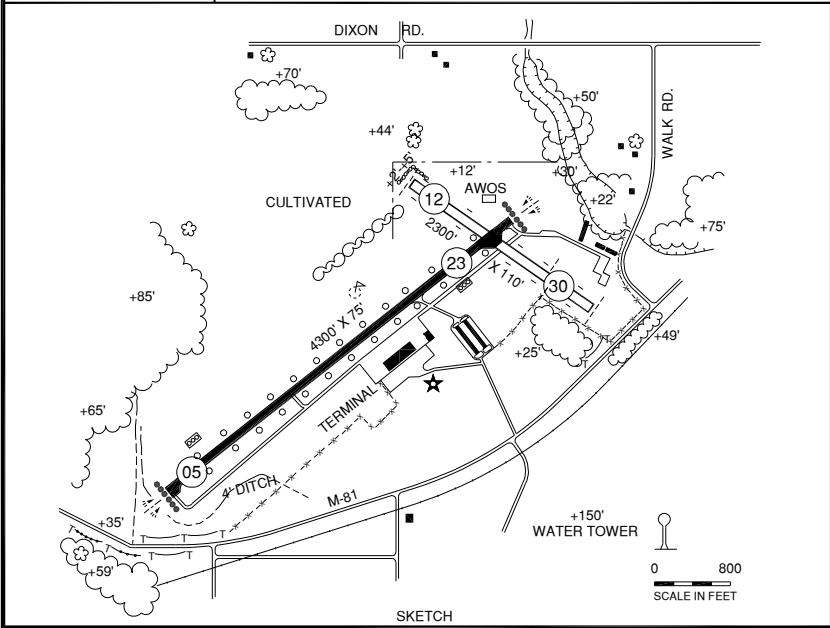 DIXON RD.
+70'
+50'
+44'
WALK RD.
+2'-+5'
+12'
+30'
AWOS
CULTIVATED
12
+22'
2300'
X 110'
+75'
23
30
+85'
4300' X 75'
+49'
+25'
TERMINAL
+65'
05
4' DITCH
M-81
+35'
+150'
WATER TOWER
+59'
0 800
SCALE IN FEET
SKETCH